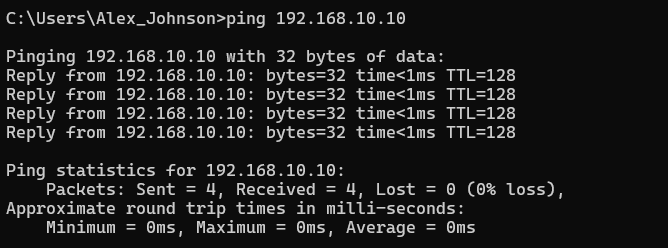 C:\Users\Alex_Johnson>ping 192.168.10.10
Pinging 192.168.10.10 with 32 bytes of data:
Reply from 192.168.10.10: bytes=32 time<1ms TTL=128
Reply from 192.168.10.10: bytes=32 time<1ms TTL=128
Reply from 192.168.10.10: bytes=32 time<1ms TTL=128
Reply from 192.168.10.10: bytes=32 time<1ms TTL=128
Ping statistics for 192.168.10.10:
    Packets: Sent = 4, Received = 4, Lost = 0 (0% loss),
Approximate round trip times in milli-seconds:
    Minimum = 0ms, Maximum = 0ms, Average = 0ms